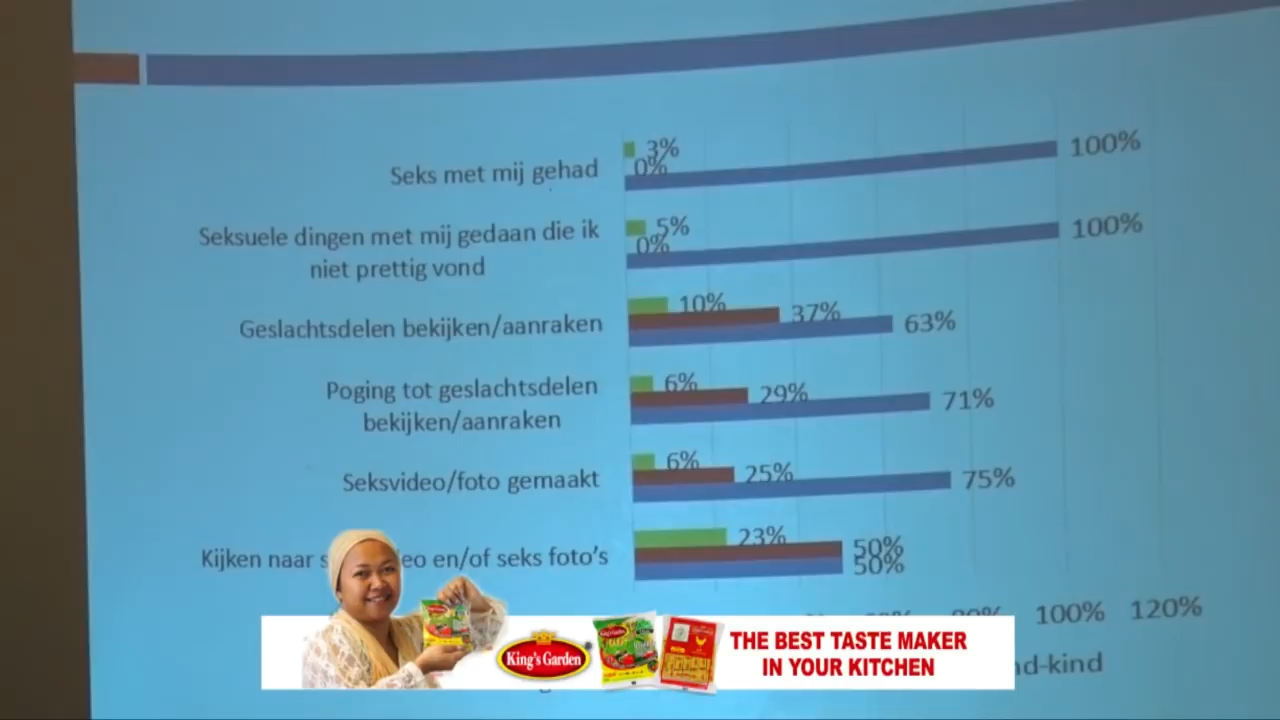 3%
0%
Seks met mij gehad
100%
5%
0%
Seksuele dingen met mij gedaan die ik
niet prettig vond
100%
10%
37%
Geslachtsdelen bekijken/aanraken
63%
6%
29%
Poging tot geslachtsdelen
bekijken/aanraken
71%
6%
25%
Seksvideo/foto gemaakt
75%
23%
50%
Kijken naar s eo en/of seks foto's
50%
100% 120%
nd-kind
King's Garden
THE BEST TASTE MAKER
IN YOUR KITCHEN